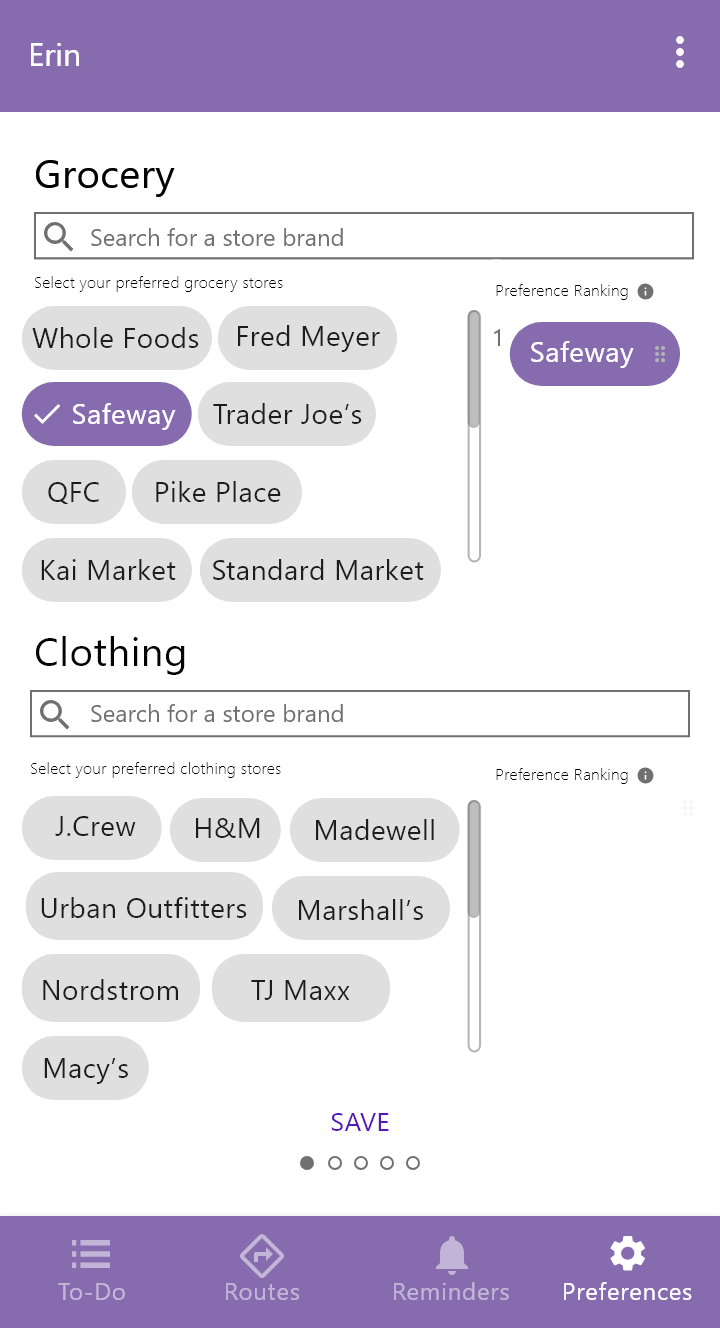 Erin
Grocery
Search for a store brand
Select your preferred grocery stores
Preference Ranking
Whole Foods
Fred Meyer
1
Safeway
Safeway
Trader Joe’s
QFC
Pike Place
Kai Market
Standard Market
Clothing
Search for a store brand
Select your preferred clothing stores
Preference Ranking
J.Crew
H&M
Madewell
Urban Outfitters
Marshall’s
Nordstrom
TJ Maxx
Macy’s
SAVE
To-Do
Routes
Reminders
Preferences